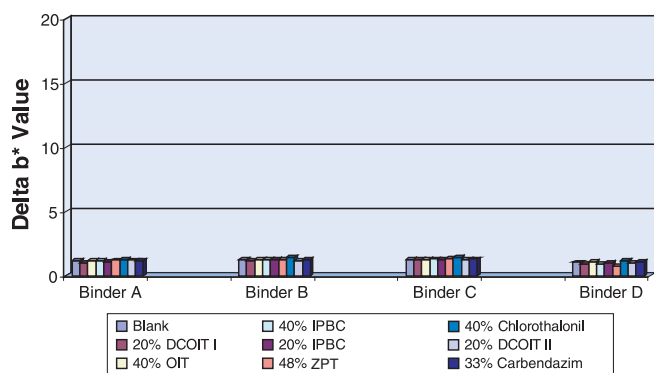 Delta b* Value
20
15
10
5
0
Binder A Binder B Binder C Binder D
Blank 40% IPBC 40% Chlorothalonil
20% DCOIT I 20% IPBC 20% DCOIT II
40% OIT 48% ZPT 33% Carbendazim